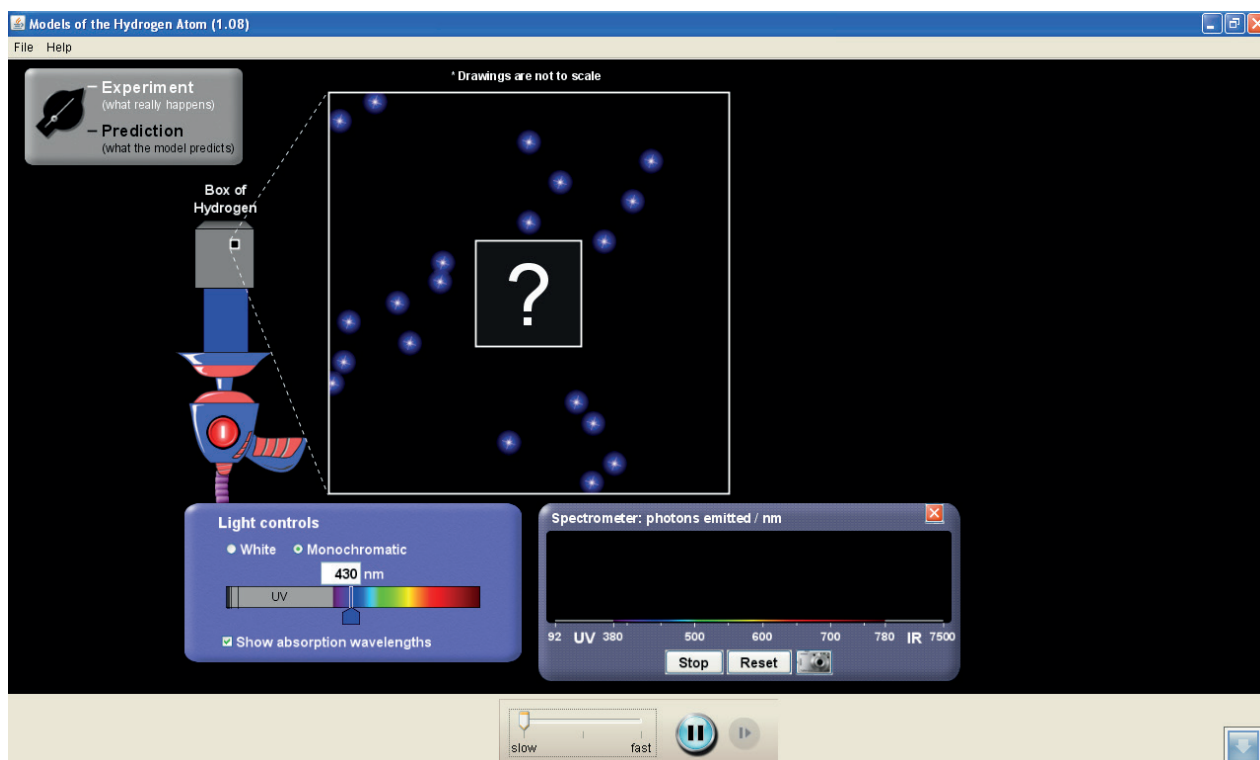 Models of the Hydrogen Atom (1.08)
File Help
* Drawings are not to scale
Experiment
(what really happens)
Prediction
(what the model predicts)
Box of
Hydrogen
?
Light controls
White Monochromatic
430 nm
UV
Show absorption wavelengths
Spectrometer: photons emitted / nm
92 UV 380 500 600 700 780 IR 7500
Stop Reset
slow fast